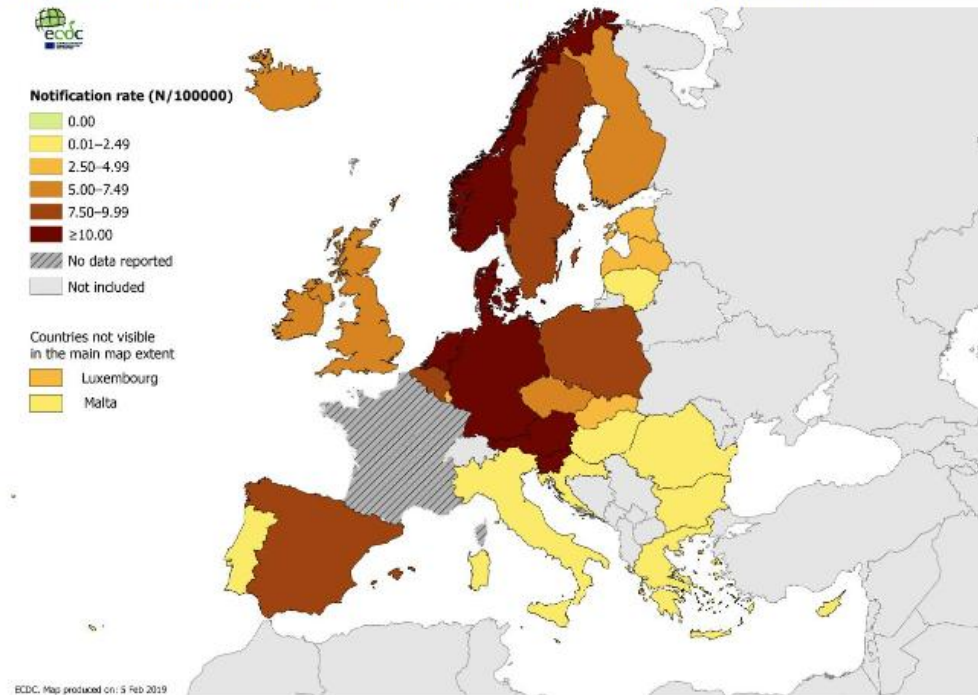 ecdc
Notification rate (N/100000)
0.00
0.01–2.49
2.50–4.99
5.00–7.49
7.50–9.99
≥10.00
No data reported
Not included
Countries not visible
in the main map extent
Luxembourg
Malta
ECDC. Map produced on: 5 Feb 2019